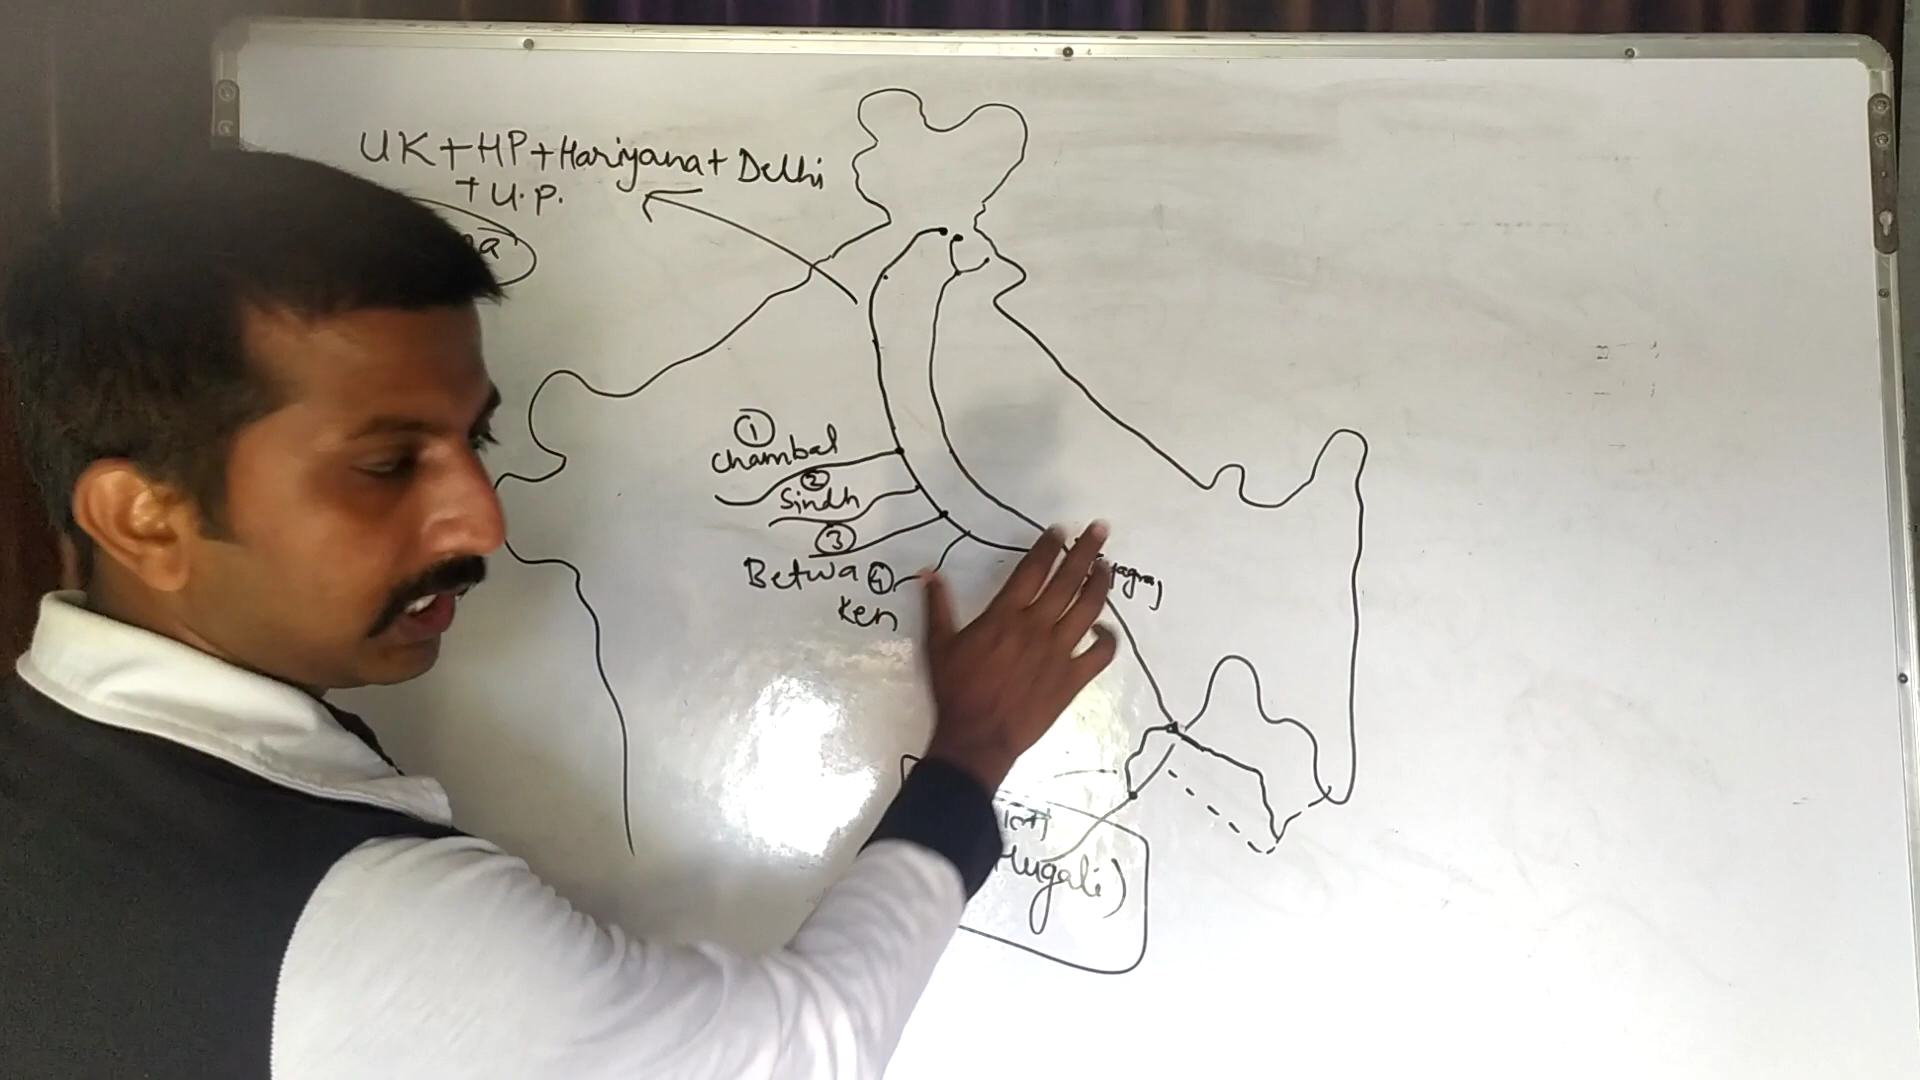 UK+HP+Hariyana+ Delhi
+ U.P.
①
Chambal
②
Sindh
③
Betwa ④
Ken
Hugali)